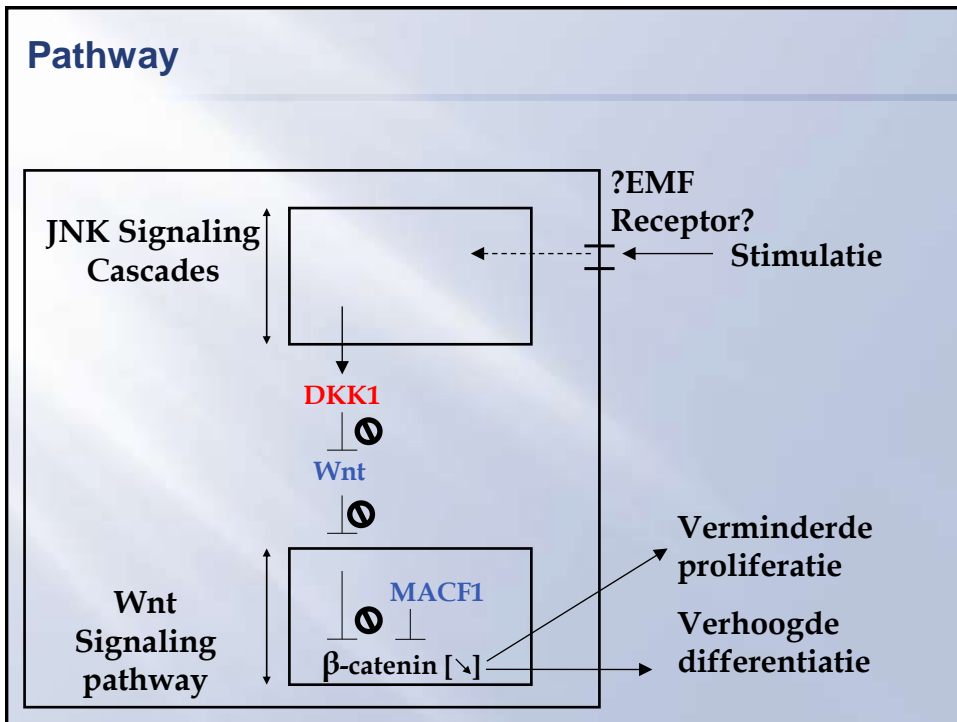 Pathway
?EMF
Receptor?
Stimulatie
JNK Signaling
Cascades
DKK1
Wnt
MACF1
β-catenin [↘]
Wnt
Signaling
pathway
Verminderde
proliferatie
Verhoogde
differentiatie